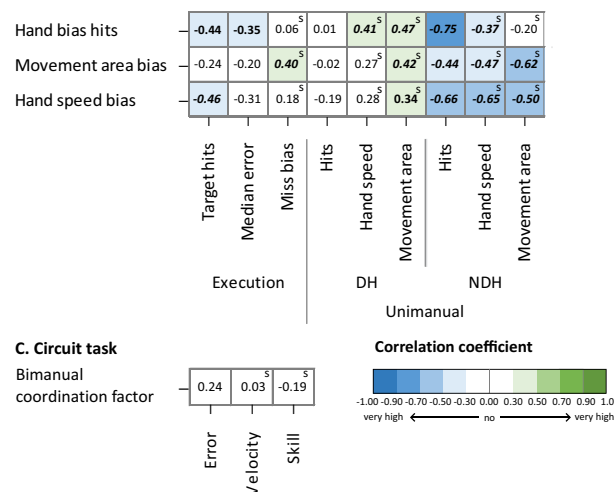 Hand bias hits -0.44 -0.35 0.06 S 0.01 0.41 S 0.47 S -0.75 -0.37 S -0.20 S
Movement area bias -0.24 -0.20 0.40 S -0.02 0.27 S 0.42 S -0.44 -0.47 S -0.62 S
Hand speed bias -0.46 -0.31 0.18 S -0.19 0.28 S 0.34 S -0.66 -0.65 S -0.50 S
Target hits
Median error
Miss bias
Hits
Hand speed
Movement area
Hits
Hand speed
Movement area
Execution DH NDH
Unimanual
C. Circuit task
Bimanual
coordination factor
0.24 0.03 S -0.19 S
Error
Velocity
Skill
Correlation coefficient
-1.00 -0.90 -0.70 -0.50 -0.30 0.00 0.30 0.50 0.70 0.90 1.0
very high no very high